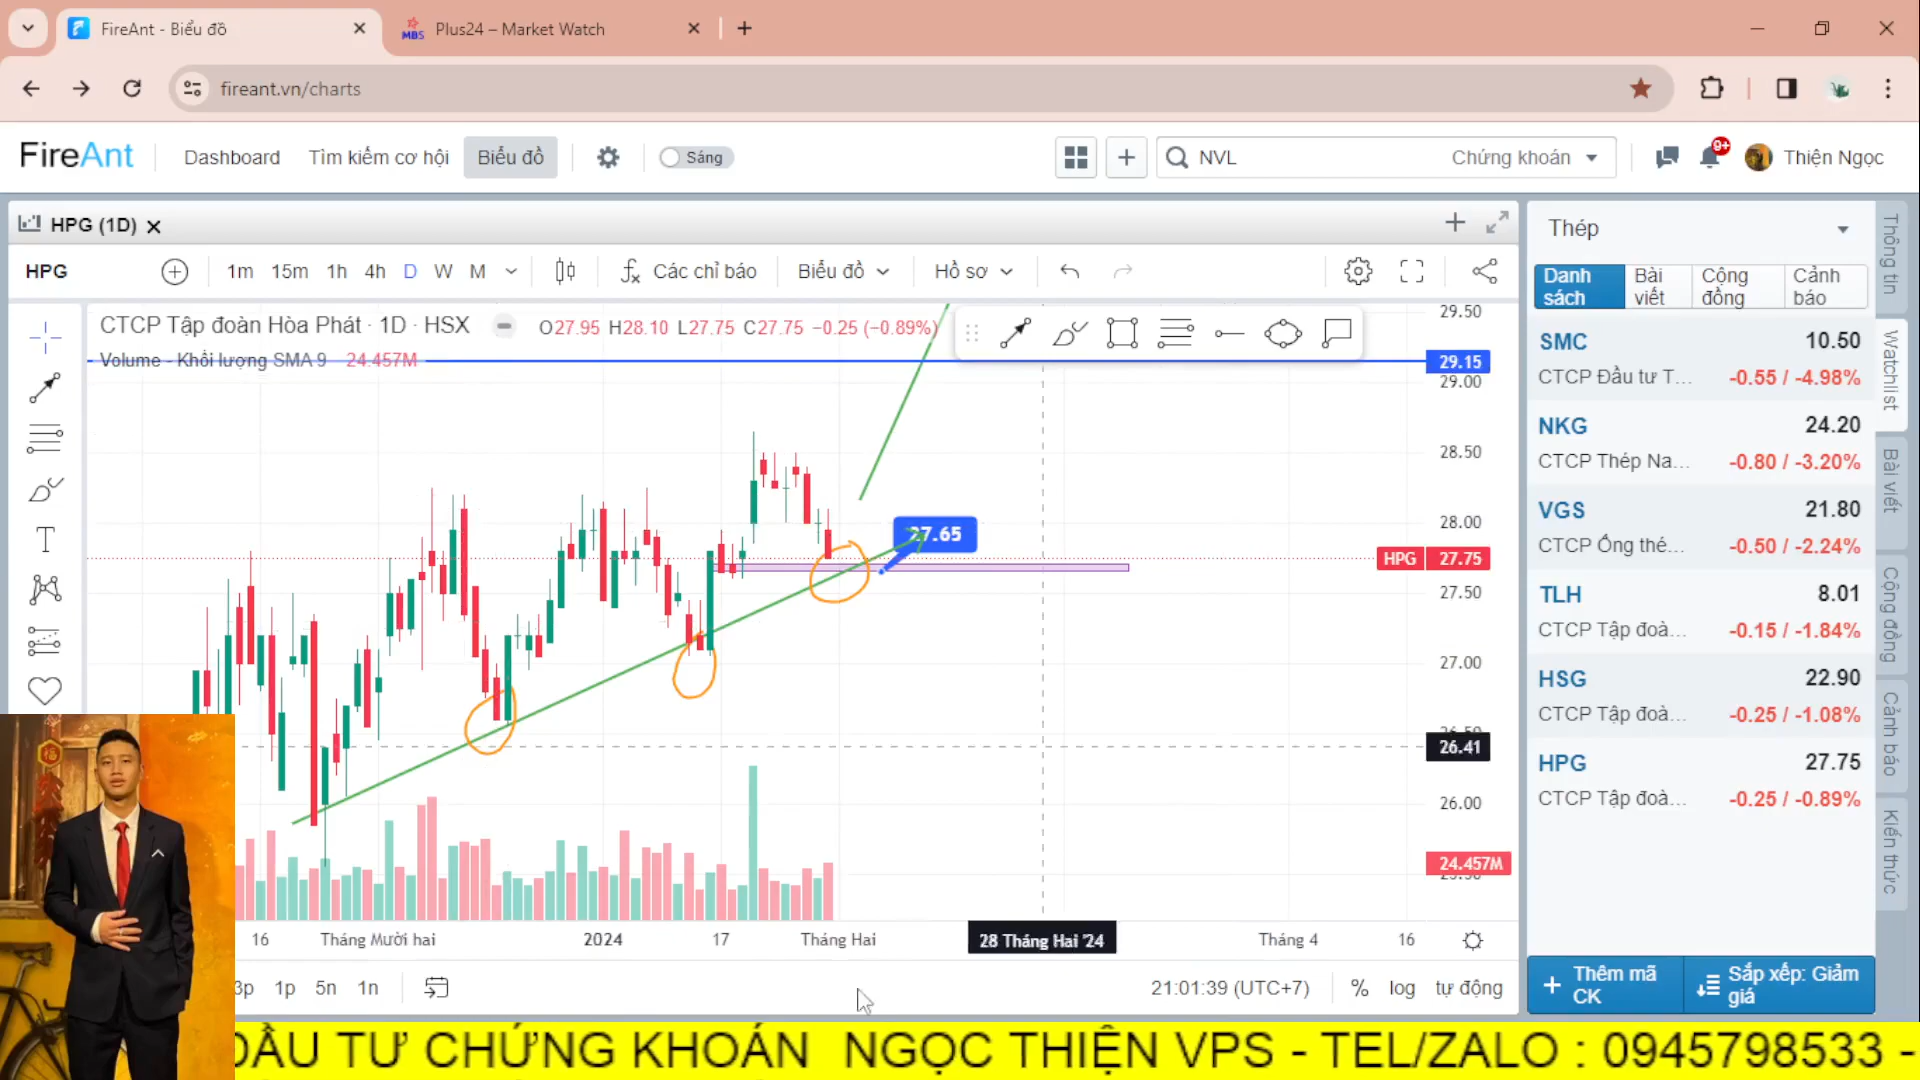 FireAnt - Biểu đồ
MBS Plus24 – Market Watch
fireant.vn/charts
FireAnt
Dashboard
Tìm kiếm cơ hội
Biểu đồ
Sáng
NVL
Chứng khoán
9+
Thiện Ngọc
HPG (1D)
HPG
1m 15m 1h 4h D W M
Các chỉ báo
Biểu đồ
Hồ sơ
CTCP Tập đoàn Hòa Phát · 1D · HSX
O27.95 H28.10 L27.75 C27.75 −0.25 (−0.89%)
Volume - Khối lượng SMA 9 24.457M
29.50
29.15
29.00
28.50
28.00
27.65
HPG 27.75
27.50
27.00
26.41
26.00
24.457M
16
Tháng Mười hai
2024
17
Tháng Hai
28 Tháng Hai '24
Tháng 4
16
1p 5n 1n
21:01:39 (UTC+7)
% log tự động
Thép
Danh sách
Bài viết
Cộng đồng
Cảnh báo
SMC 10.50
CTCP Đầu tư T... -0.55 / -4.98%
NKG 24.20
CTCP Thép Na... -0.80 / -3.20%
VGS 21.80
CTCP Ống thé... -0.50 / -2.24%
TLH 8.01
CTCP Tập đoà... -0.15 / -1.84%
HSG 22.90
CTCP Tập đoà... -0.25 / -1.08%
HPG 27.75
CTCP Tập đoà... -0.25 / -0.89%
Thêm mã CK
Sắp xếp: Giảm giá
Thông tin
Watchlist
Bài viết
Cộng đồng
Cảnh báo
Kiến thức
ĐẦU TƯ CHỨNG KHOÁN NGỌC THIỆN VPS - TEL/ZALO : 0945798533 -